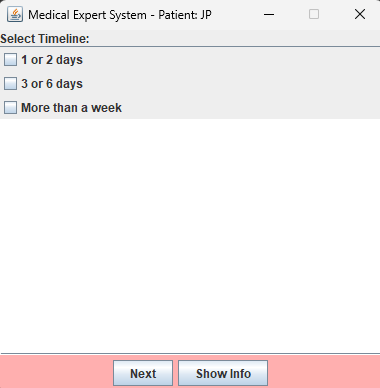 Medical Expert System - Patient: JP
Select Timeline:
1 or 2 days
3 or 6 days
More than a week
Next Show Info